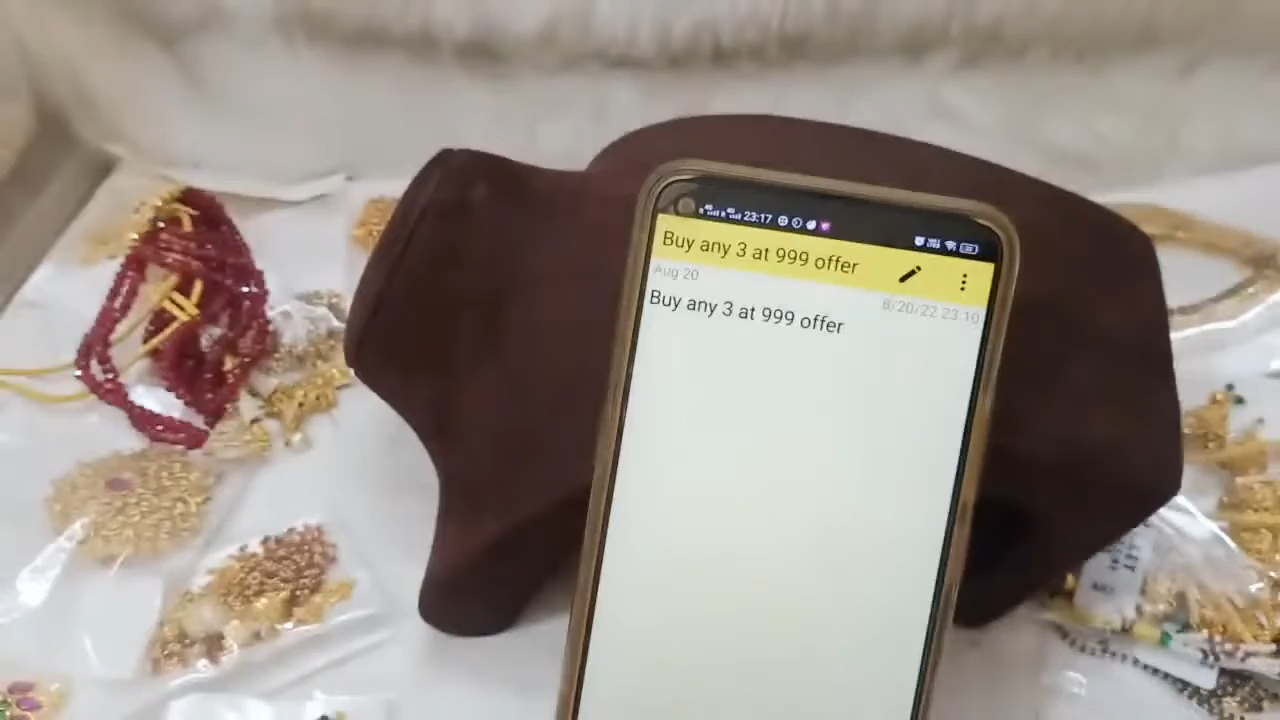 23:17
Buy any 3 at 999 offer
Aug 20
8/20/22 23:10
Buy any 3 at 999 offer